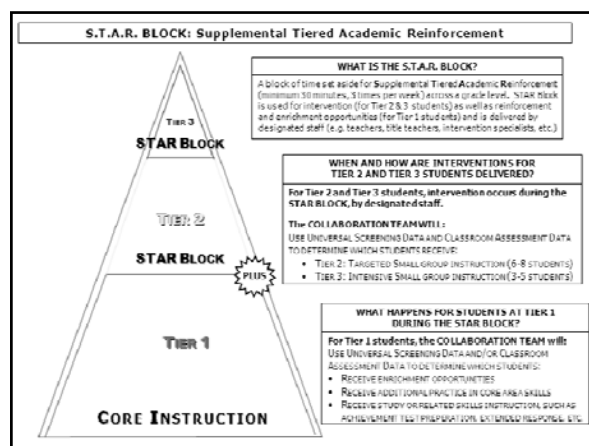 S.T.A.R. BLOCK: Supplemental Tiered Academic Reinforcement
WHAT IS THE S.T.A.R. BLOCK?
A block of time set aside for Supplemental Tiered Academic Reinforcement
(minimum 30 minutes, 5 times per week) across a grade level. STAR Block
is used for intervention (for Tier 2 & 3 students) as well as reinforcement
and enrichment opportunities (for Tier 1 students) and is delivered by
designated staff (e.g. teachers, title teachers, intervention specialists, etc.)
TIER 3
STAR BLOCK
WHEN AND HOW ARE INTERVENTIONS FOR
TIER 2 AND TIER 3 STUDENTS DELIVERED?
For Tier 2 and Tier 3 students, intervention occurs during the
STAR BLOCK, by designated staff.
The COLLABORATION TEAM WILL:
USE UNIVERSAL SCREENING DATA AND CLASSROOM ASSESSMENT DATA
TO DETERMINE WHICH STUDENTS RECEIVE:
• TIER 2: TARGETED SMALL GROUP INSTRUCTION (6-8 STUDENTS)
• TIER 3: INTENSIVE SMALL GROUP INSTRUCTION (3-5 STUDENTS)
TIER 2
STAR BLOCK
PLUS
WHAT HAPPENS FOR STUDENTS AT TIER 1
DURING THE STAR BLOCK?
For Tier 1 students, the COLLABORATION TEAM will:
USE UNIVERSAL SCREENING DATA AND/OR CLASSROOM
ASSESSMENT DATA TO DETERMINE WHICH STUDENTS:
• RECEIVE ENRICHMENT OPPORTUNITIES
• RECEIVE ADDITIONAL PRACTICE IN CORE AREA SKILLS
• RECEIVE STUDY OR RELATED SKILLS INSTRUCTION, SUCH AS
ACHIEVEMENT TEST PREPARATION, EXTENDED RESPONSE, ETC.
TIER 1
CORE INSTRUCTION